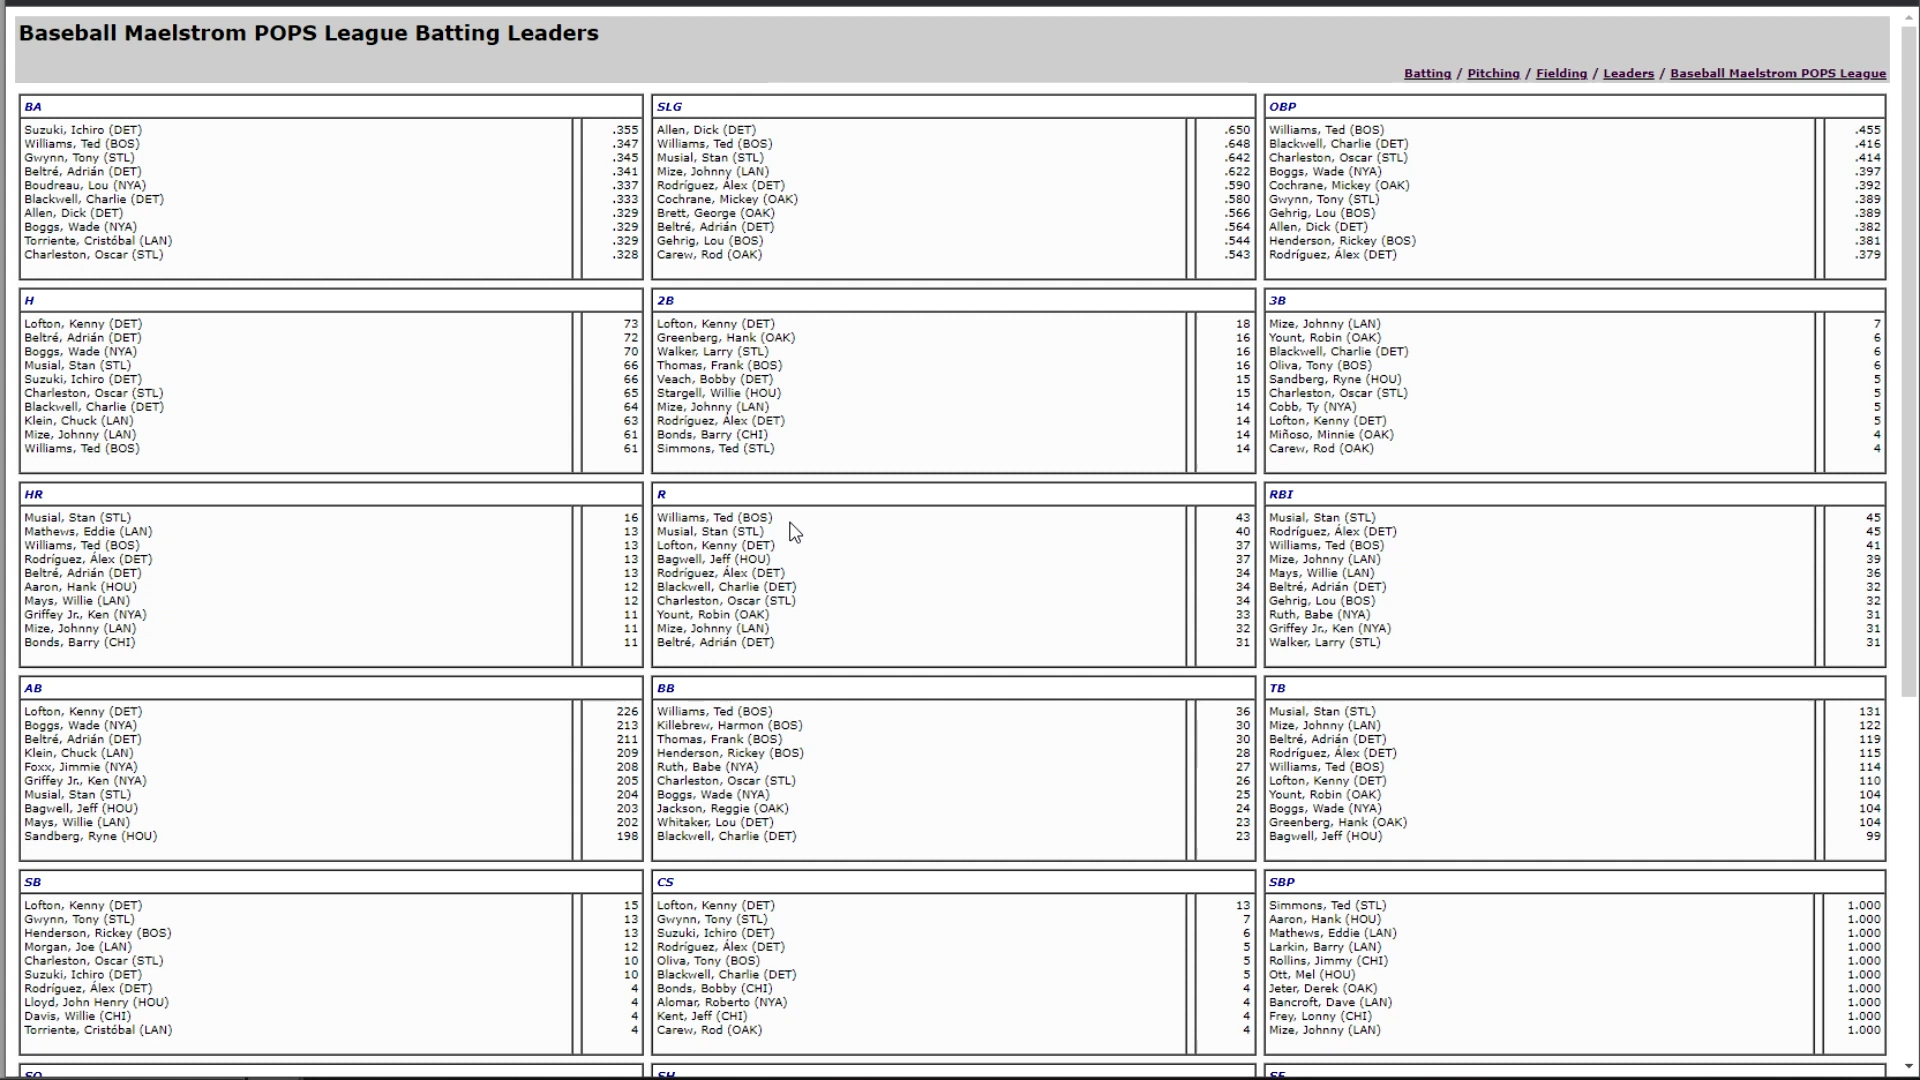 Baseball Maelstrom POPS League Batting Leaders
Batting / Pitching / Fielding / Leaders / Baseball Maelstrom POPS League
BA
Suzuki, Ichiro (DET) .355
Williams, Ted (BOS) .347
Gwynn, Tony (STL) .345
Beltré, Adrián (DET) .341
Boudreau, Lou (NYA) .337
Blackwell, Charlie (DET) .333
Allen, Dick (DET) .329
Boggs, Wade (NYA) .329
Torriente, Cristóbal (LAN) .329
Charleston, Oscar (STL) .328
SLG
Allen, Dick (DET) .650
Williams, Ted (BOS) .648
Musial, Stan (STL) .642
Mize, Johnny (LAN) .622
Rodríguez, Álex (DET) .590
Cochrane, Mickey (OAK) .580
Brett, George (OAK) .566
Beltré, Adrián (DET) .564
Gehrig, Lou (BOS) .544
Carew, Rod (OAK) .543
OBP
Williams, Ted (BOS) .455
Blackwell, Charlie (DET) .416
Charleston, Oscar (STL) .414
Boggs, Wade (NYA) .397
Cochrane, Mickey (OAK) .392
Gwynn, Tony (STL) .389
Gehrig, Lou (BOS) .389
Allen, Dick (DET) .382
Henderson, Rickey (BOS) .381
Rodríguez, Álex (DET) .379
H
Lofton, Kenny (DET) 73
Beltré, Adrián (DET) 72
Boggs, Wade (NYA) 70
Musial, Stan (STL) 66
Suzuki, Ichiro (DET) 66
Charleston, Oscar (STL) 65
Blackwell, Charlie (DET) 64
Klein, Chuck (LAN) 63
Mize, Johnny (LAN) 61
Williams, Ted (BOS) 61
2B
Lofton, Kenny (DET) 18
Greenberg, Hank (OAK) 16
Walker, Larry (STL) 16
Thomas, Frank (BOS) 16
Veach, Bobby (DET) 15
Stargell, Willie (HOU) 15
Mize, Johnny (LAN) 14
Rodríguez, Álex (DET) 14
Bonds, Barry (CHI) 14
Simmons, Ted (STL) 14
3B
Mize, Johnny (LAN) 7
Yount, Robin (OAK) 6
Blackwell, Charlie (DET) 6
Oliva, Tony (BOS) 6
Sandberg, Ryne (HOU) 5
Charleston, Oscar (STL) 5
Cobb, Ty (NYA) 5
Lofton, Kenny (DET) 5
Miñoso, Minnie (OAK) 4
Carew, Rod (OAK) 4
HR
Musial, Stan (STL) 16
Mathews, Eddie (LAN) 13
Williams, Ted (BOS) 13
Rodríguez, Álex (DET) 13
Beltré, Adrián (DET) 13
Aaron, Hank (HOU) 12
Mays, Willie (LAN) 12
Griffey Jr., Ken (NYA) 11
Mize, Johnny (LAN) 11
Bonds, Barry (CHI) 11
R
Williams, Ted (BOS) 43
Musial, Stan (STL) 40
Lofton, Kenny (DET) 37
Bagwell, Jeff (HOU) 37
Rodríguez, Álex (DET) 34
Blackwell, Charlie (DET) 34
Charleston, Oscar (STL) 34
Yount, Robin (OAK) 33
Mize, Johnny (LAN) 32
Beltré, Adrián (DET) 31
RBI
Musial, Stan (STL) 45
Rodríguez, Álex (DET) 45
Williams, Ted (BOS) 41
Mize, Johnny (LAN) 39
Mays, Willie (LAN) 36
Beltré, Adrián (DET) 32
Gehrig, Lou (BOS) 32
Ruth, Babe (NYA) 31
Griffey Jr., Ken (NYA) 31
Walker, Larry (STL) 31
AB
Lofton, Kenny (DET) 226
Boggs, Wade (NYA) 213
Beltré, Adrián (DET) 211
Klein, Chuck (LAN) 209
Foxx, Jimmie (NYA) 208
Griffey Jr., Ken (NYA) 205
Musial, Stan (STL) 204
Bagwell, Jeff (HOU) 203
Mays, Willie (LAN) 202
Sandberg, Ryne (HOU) 198
BB
Williams, Ted (BOS) 36
Killebrew, Harmon (BOS) 30
Thomas, Frank (BOS) 30
Henderson, Rickey (BOS) 28
Ruth, Babe (NYA) 27
Charleston, Oscar (STL) 26
Boggs, Wade (NYA) 25
Jackson, Reggie (OAK) 24
Whitaker, Lou (DET) 23
Blackwell, Charlie (DET) 23
TB
Musial, Stan (STL) 131
Mize, Johnny (LAN) 122
Beltré, Adrián (DET) 119
Rodríguez, Álex (DET) 115
Williams, Ted (BOS) 114
Lofton, Kenny (DET) 110
Yount, Robin (OAK) 104
Boggs, Wade (NYA) 104
Greenberg, Hank (OAK) 104
Bagwell, Jeff (HOU) 99
SB
Lofton, Kenny (DET) 15
Gwynn, Tony (STL) 13
Henderson, Rickey (BOS) 13
Morgan, Joe (LAN) 12
Charleston, Oscar (STL) 10
Suzuki, Ichiro (DET) 10
Rodríguez, Álex (DET) 4
Lloyd, John Henry (HOU) 4
Davis, Willie (CHI) 4
Torriente, Cristóbal (LAN) 4
CS
Lofton, Kenny (DET) 13
Gwynn, Tony (STL) 7
Suzuki, Ichiro (DET) 6
Rodríguez, Álex (DET) 5
Oliva, Tony (BOS) 5
Blackwell, Charlie (DET) 5
Bonds, Bobby (CHI) 4
Alomar, Roberto (NYA) 4
Kent, Jeff (CHI) 4
Carew, Rod (OAK) 4
SBP
Simmons, Ted (STL) 1.000
Aaron, Hank (HOU) 1.000
Mathews, Eddie (LAN) 1.000
Larkin, Barry (LAN) 1.000
Rollins, Jimmy (CHI) 1.000
Ott, Mel (HOU) 1.000
Jeter, Derek (OAK) 1.000
Bancroft, Dave (LAN) 1.000
Frey, Lonny (CHI) 1.000
Mize, Johnny (LAN) 1.000
SO
SH
SF